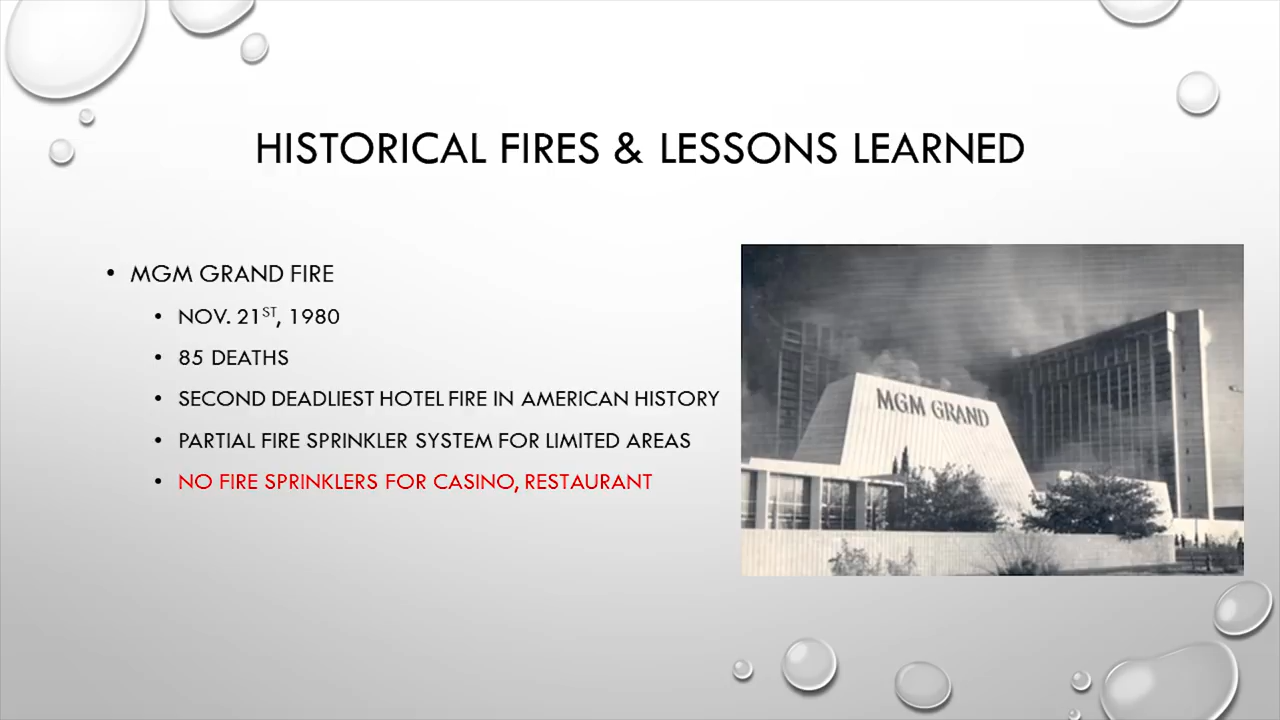 HISTORICAL FIRES & LESSONS LEARNED
• MGM GRAND FIRE
• NOV. 21ST, 1980
• 85 DEATHS
• SECOND DEADLIEST HOTEL FIRE IN AMERICAN HISTORY
• PARTIAL FIRE SPRINKLER SYSTEM FOR LIMITED AREAS
• NO FIRE SPRINKLERS FOR CASINO, RESTAURANT
MGM GRAND